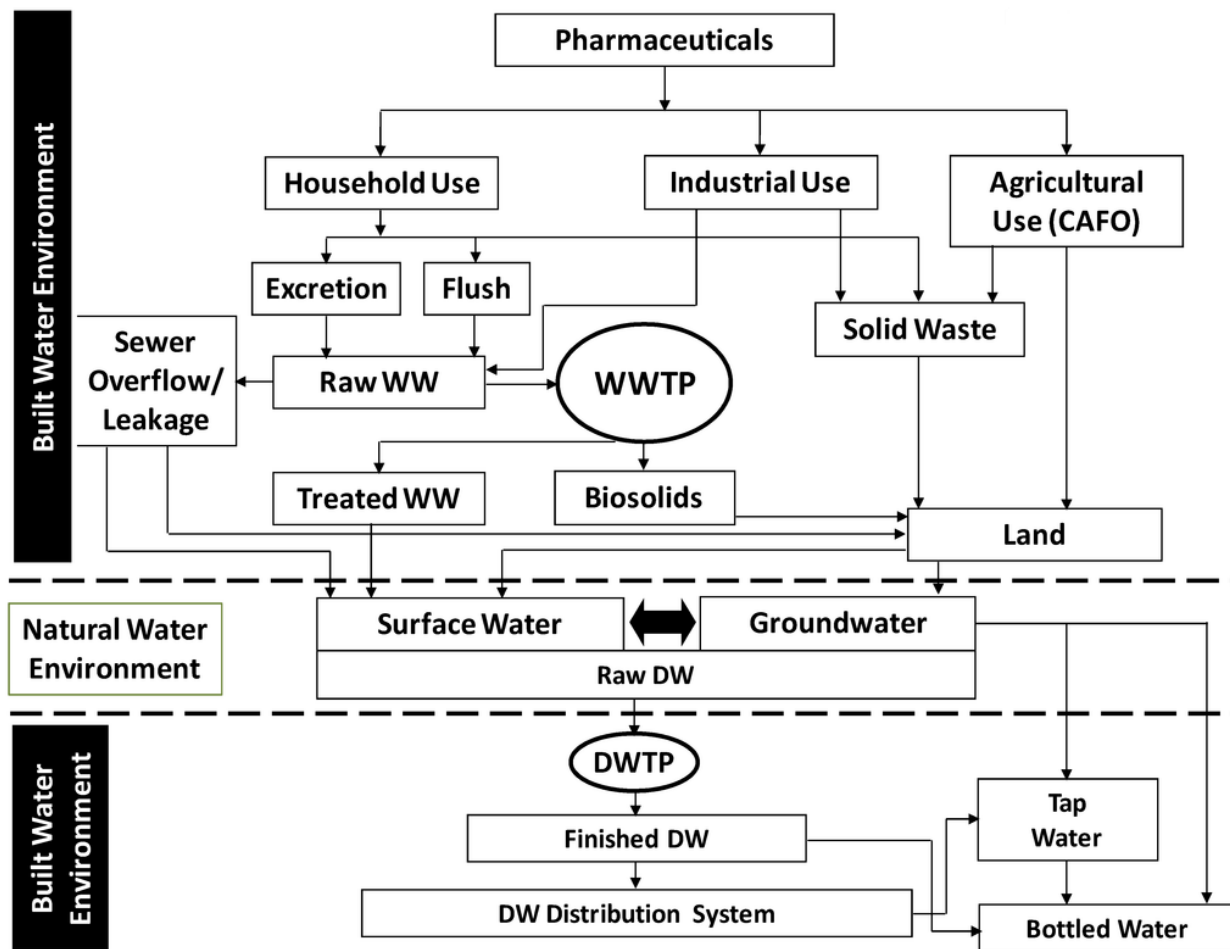 Built Water Environment
Pharmaceuticals
Household Use
Industrial Use
Agricultural
Use (CAFO)
Excretion
Flush
Solid Waste
Sewer
Overflow/
Leakage
Raw WW
WWTP
Treated WW
Biosolids
Land
Natural Water
Environment
Surface Water
Groundwater
Raw DW
Built Water
Environment
DWTP
Tap
Water
Finished DW
DW Distribution System
Bottled Water